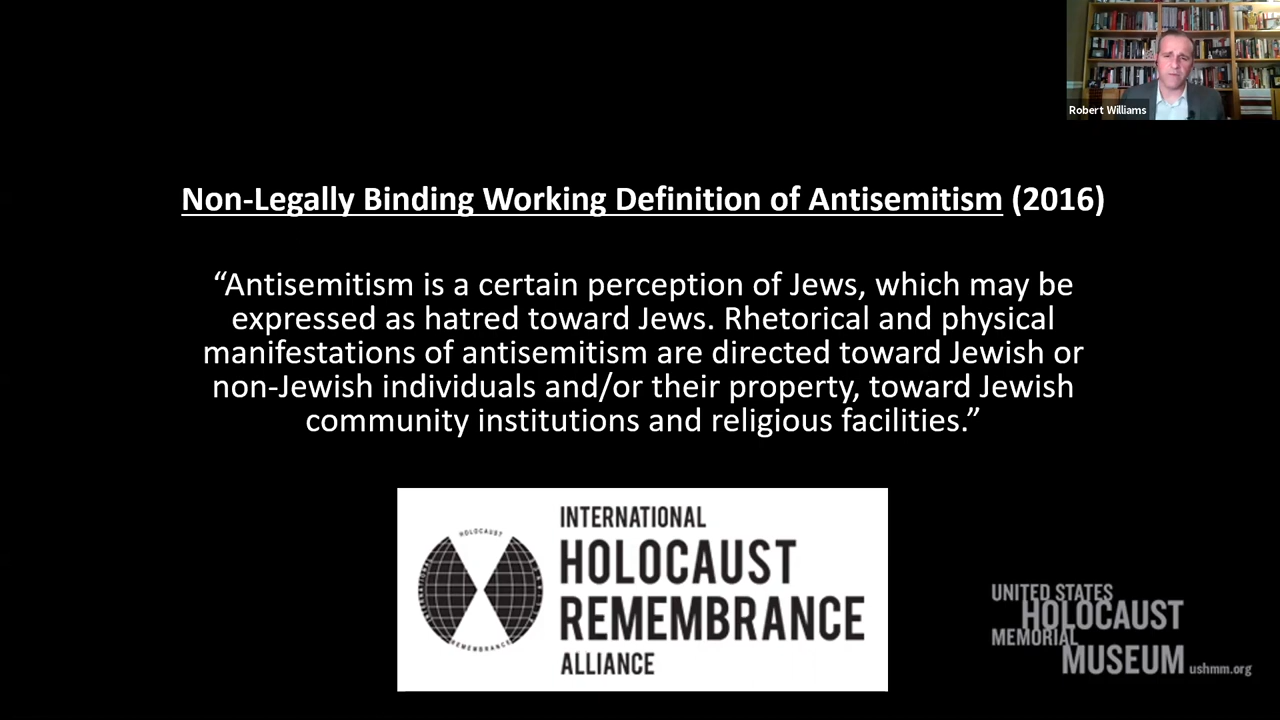 Robert Williams
Non-Legally Binding Working Definition of Antisemitism (2016)
“Antisemitism is a certain perception of Jews, which may be
expressed as hatred toward Jews. Rhetorical and physical
manifestations of antisemitism are directed toward Jewish or
non-Jewish individuals and/or their property, toward Jewish
community institutions and religious facilities.”
HOLOCAUST
INTERNATIONAL
REMEMBRANCE
INTERNATIONAL
HOLOCAUST
REMEMBRANCE
ALLIANCE
UNITED STATES
HOLOCAUST
MEMORIAL
MUSEUM ushmm.org